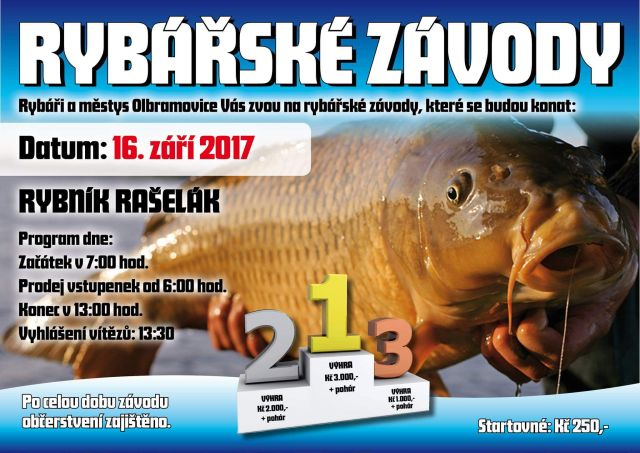 RYBÁŘSKÉ ZÁVODY
Rybáři a městys Olbramovice Vás zvou na rybářské závody, které se budou konat:
Datum: 16. září 2017
RYBNÍK RAŠELÁK
Program dne:
Začátek v 7:00 hod.
Prodej vstupenek od 6:00 hod.
Konec v 13:00 hod.
Vyhlášení vítězů: 13:30
1
2
3
VÝHRA
Kč 3.000,-
+ pohár
VÝHRA
Kč 2.000,-
+ pohár
VÝHRA
Kč 1.000,-
+ pohár
Po celou dobu závodu
občerstvení zajištěno.
Startovné: Kč 250,-